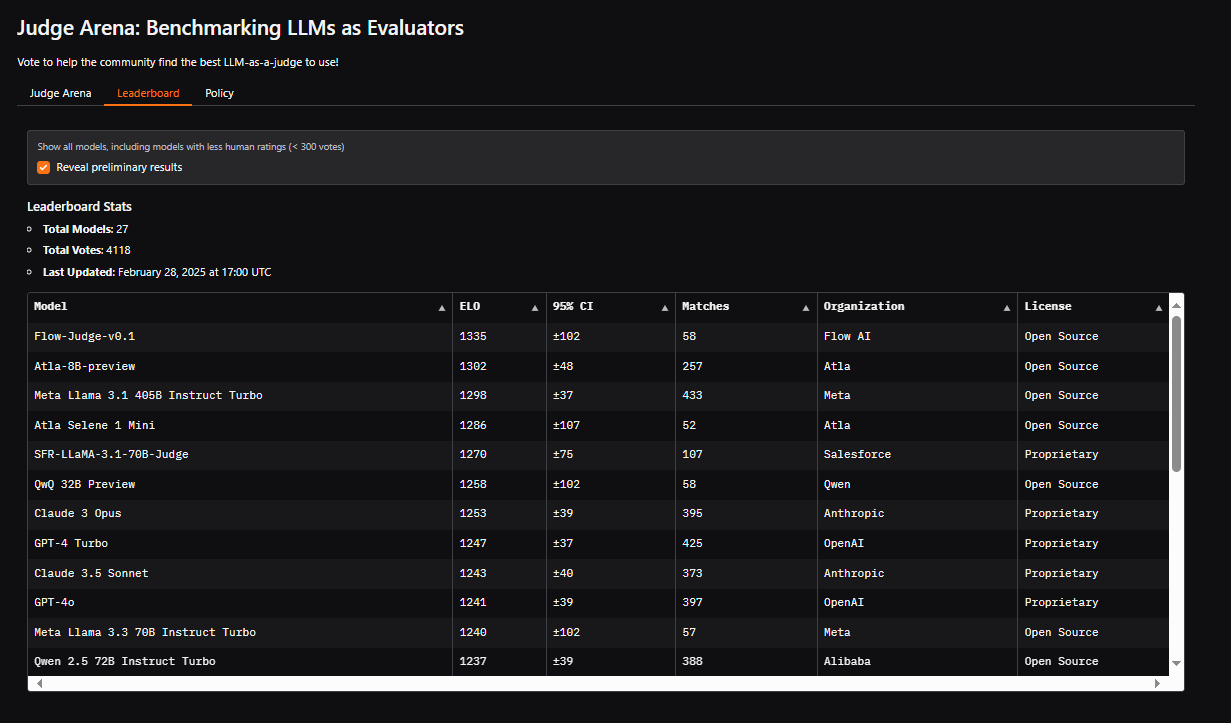 Judge Arena: Benchmarking LLMs as Evaluators
Vote to help the community find the best LLM-as-a-judge to use!
Judge Arena Leaderboard Policy
Show all models, including models with less human ratings (< 300 votes)
Reveal preliminary results
Leaderboard Stats
Total Models: 27
Total Votes: 4118
Last Updated: February 28, 2025 at 17:00 UTC
Model ELO 95% CI Matches Organization License
Flow-Judge-v0.1 1335 ±102 58 Flow AI Open Source
Atla-8B-preview 1302 ±48 257 Atla Open Source
Meta Llama 3.1 405B Instruct Turbo 1298 ±37 433 Meta Open Source
Atla Selene 1 Mini 1286 ±107 52 Atla Open Source
SFR-LLaMA-3.1-70B-Judge 1270 ±75 107 Salesforce Proprietary
QwQ 32B Preview 1258 ±102 58 Qwen Open Source
Claude 3 Opus 1253 ±39 395 Anthropic Proprietary
GPT-4 Turbo 1247 ±37 425 OpenAI Proprietary
Claude 3.5 Sonnet 1243 ±40 373 Anthropic Proprietary
GPT-4o 1241 ±39 397 OpenAI Proprietary
Meta Llama 3.3 70B Instruct Turbo 1240 ±102 57 Meta Open Source
Qwen 2.5 72B Instruct Turbo 1237 ±39 388 Alibaba Open Source